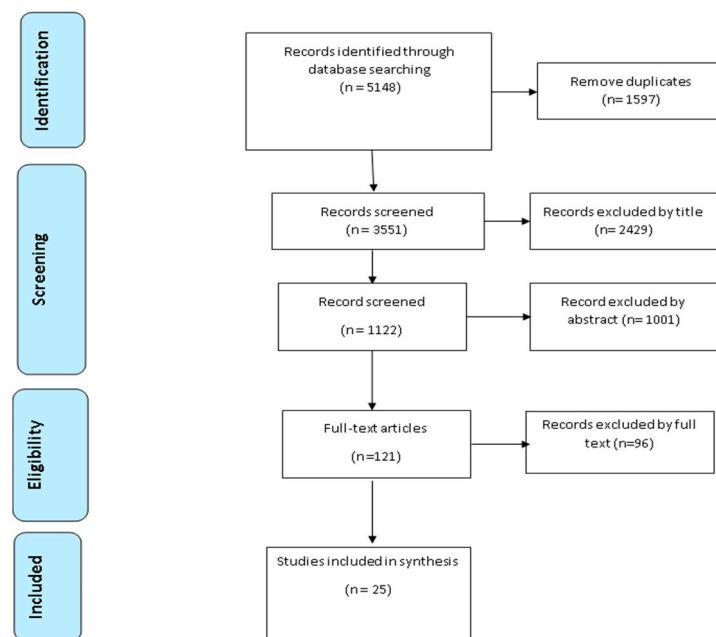 Identification
Records identified through
database searching
(n = 5148)
Remove duplicates
(n= 1597)
Screening
Records screened
(n = 3551)
Records excluded by title
(n = 2429)
Record screened
(n = 1122)
Record excluded by
abstract (n= 1001)
Eligibility
Full-text articles
(n=121)
Records excluded by full
text (n=96)
Included
Studies included in synthesis
(n = 25)